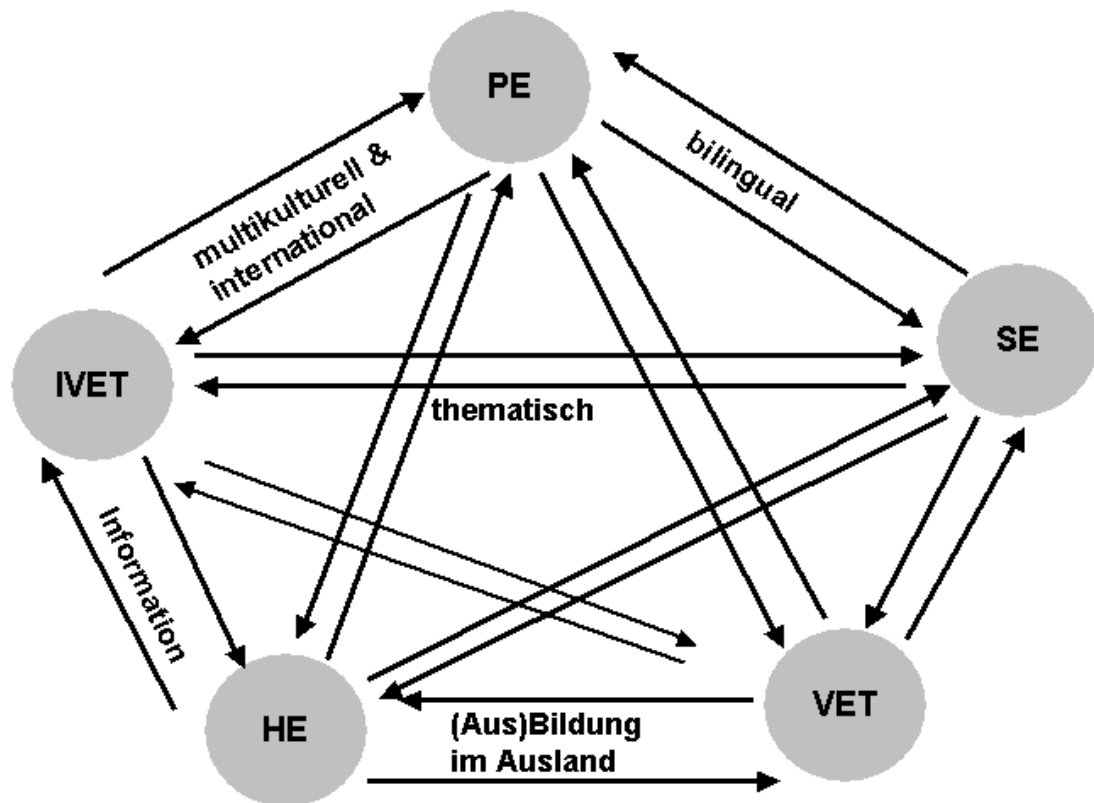 PE
bilingual
multikulturell &
international
SE
IVET
thematisch
Information
HE
(Aus)Bildung
im Ausland
VET